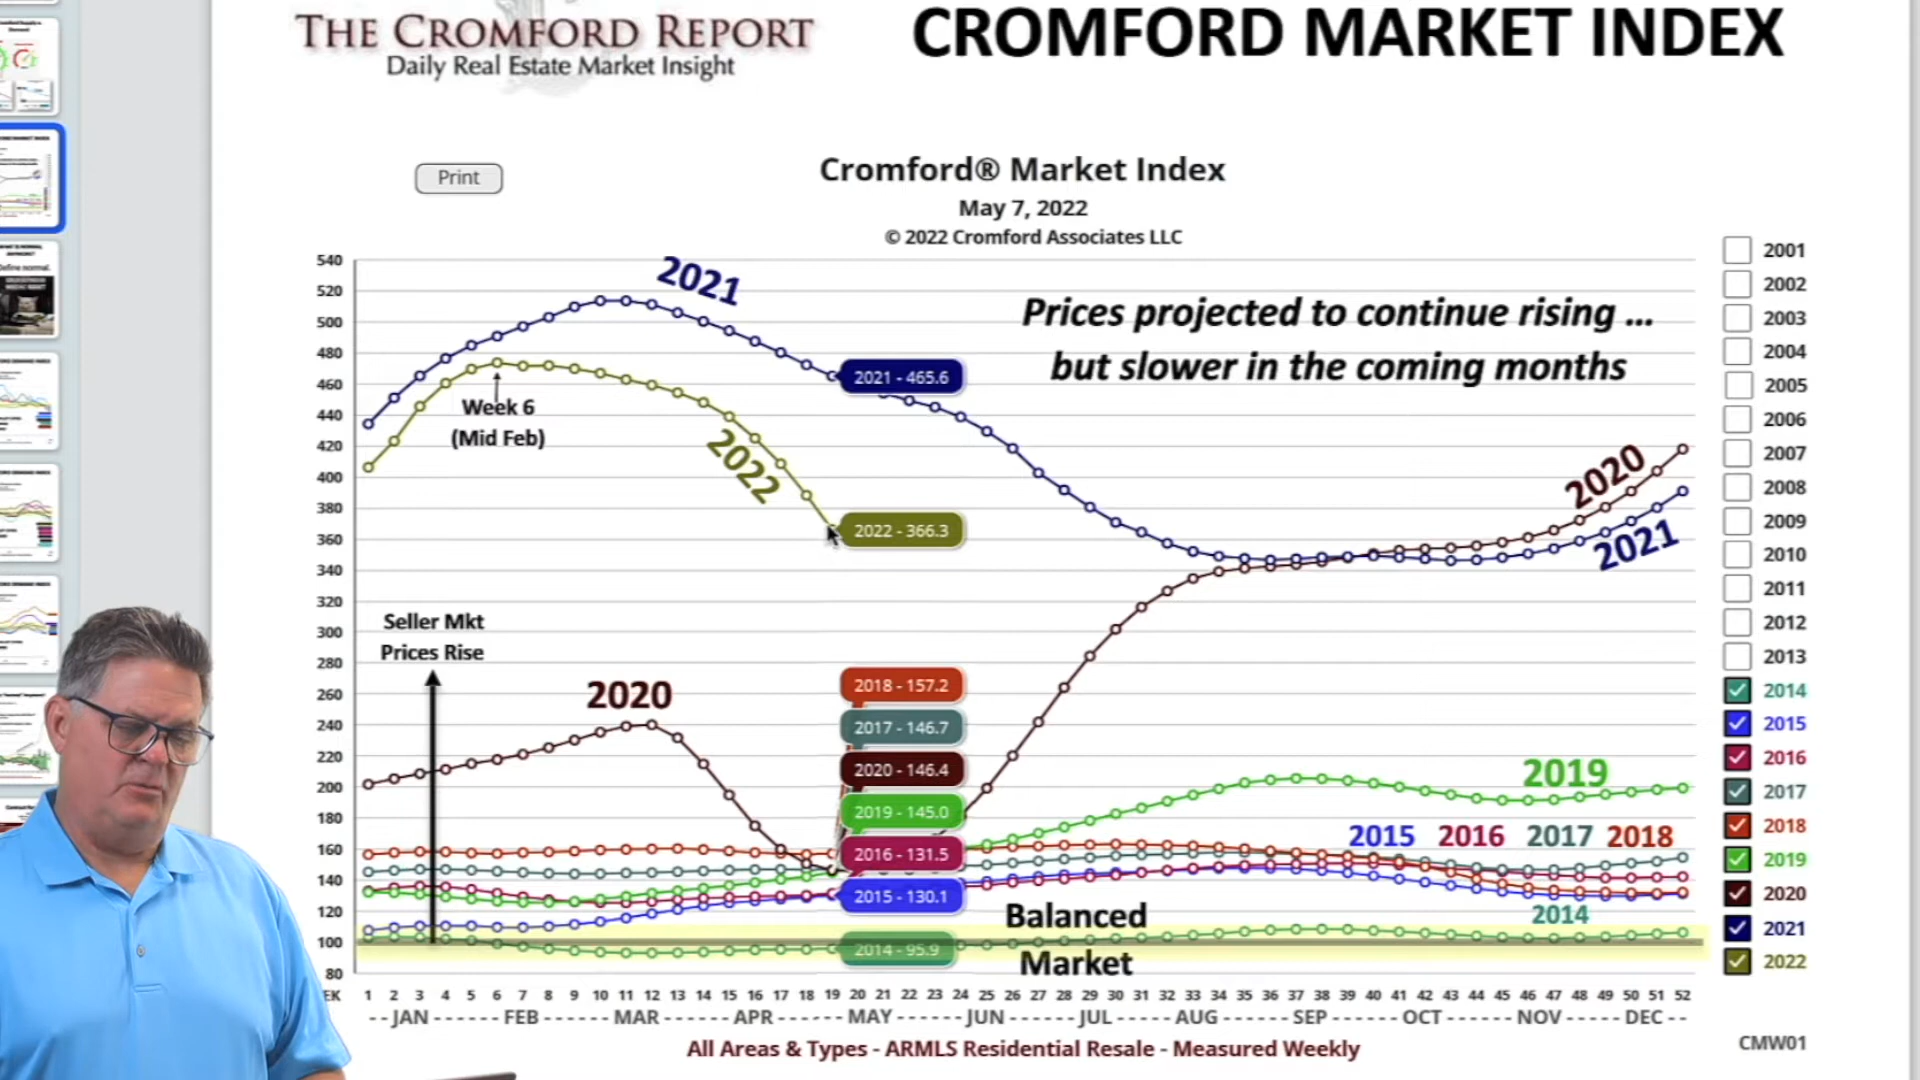 THE CROMFORD REPORT
Daily Real Estate Market Insight
CROMFORD MARKET INDEX
Print
Cromford® Market Index
May 7, 2022
© 2022 Cromford Associates LLC
540
520
500
480
460
440
420
400
380
360
340
320
300
280
260
240
220
200
180
160
140
120
100
80
2021
Prices projected to continue rising ...
but slower in the coming months
2021 - 465.6
Week 6
(Mid Feb)
2022
2022 - 366.3
2020
2021
Seller Mkt
Prices Rise
2020
2018 - 157.2
2017 - 146.7
2020 - 146.4
2019 - 145.0
2016 - 131.5
2015 - 130.1
2014 - 95.9
2019
2015 2016 2017 2018
2014
Balanced
Market
EK 1 2 3 4 5 6 7 8 9 10 11 12 13 14 15 16 17 18 19 20 21 22 23 24 25 26 27 28 29 30 31 32 33 34 35 36 37 38 39 40 41 42 43 44 45 46 47 48 49 50 51 52
--JAN------FEB------MAR------APR------MAY------JUN------JUL------AUG------SEP------OCT------NOV-----DEC--
All Areas & Types - ARMLS Residential Resale - Measured Weekly
2001
2002
2003
2004
2005
2006
2007
2008
2009
2010
2011
2012
2013
2014
2015
2016
2017
2018
2019
2020
2021
2022
CMW01
Define normal.